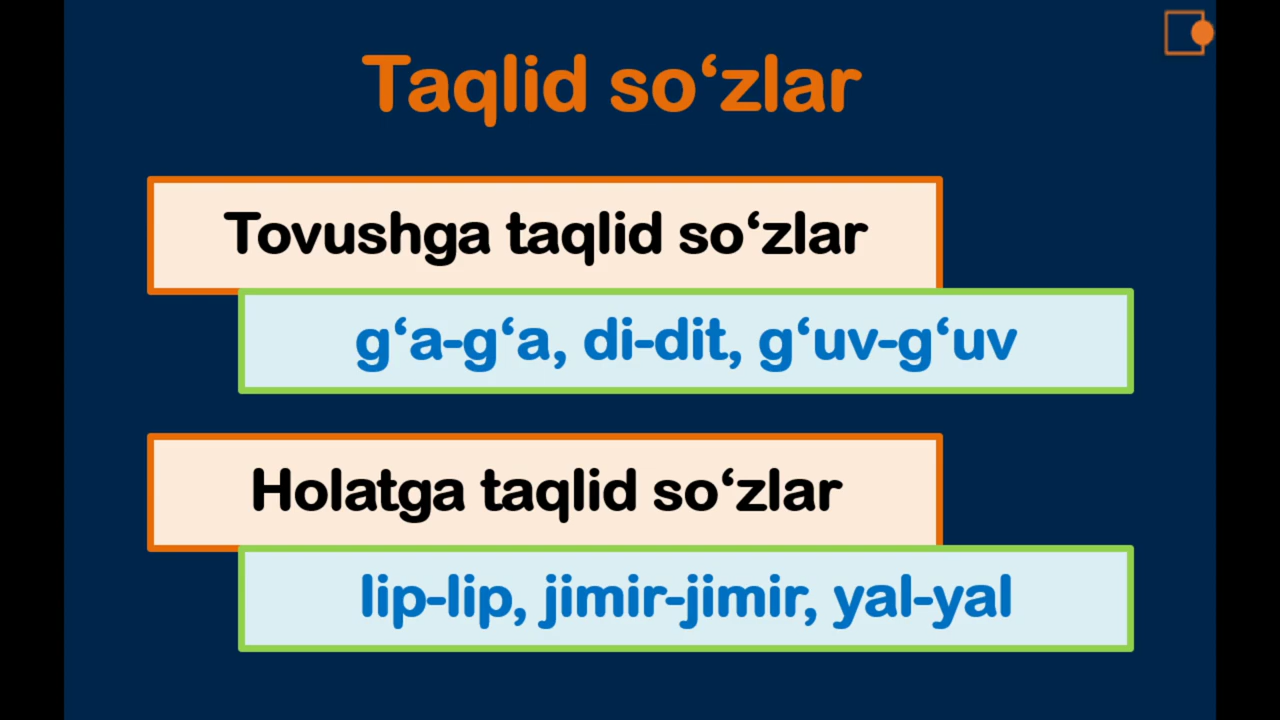 Taqlid so‘zlar
Tovushga taqlid so‘zlar
g‘a-g‘a, di-dit, g‘uv-g‘uv
Holatga taqlid so‘zlar
lip-lip, jimir-jimir, yal-yal